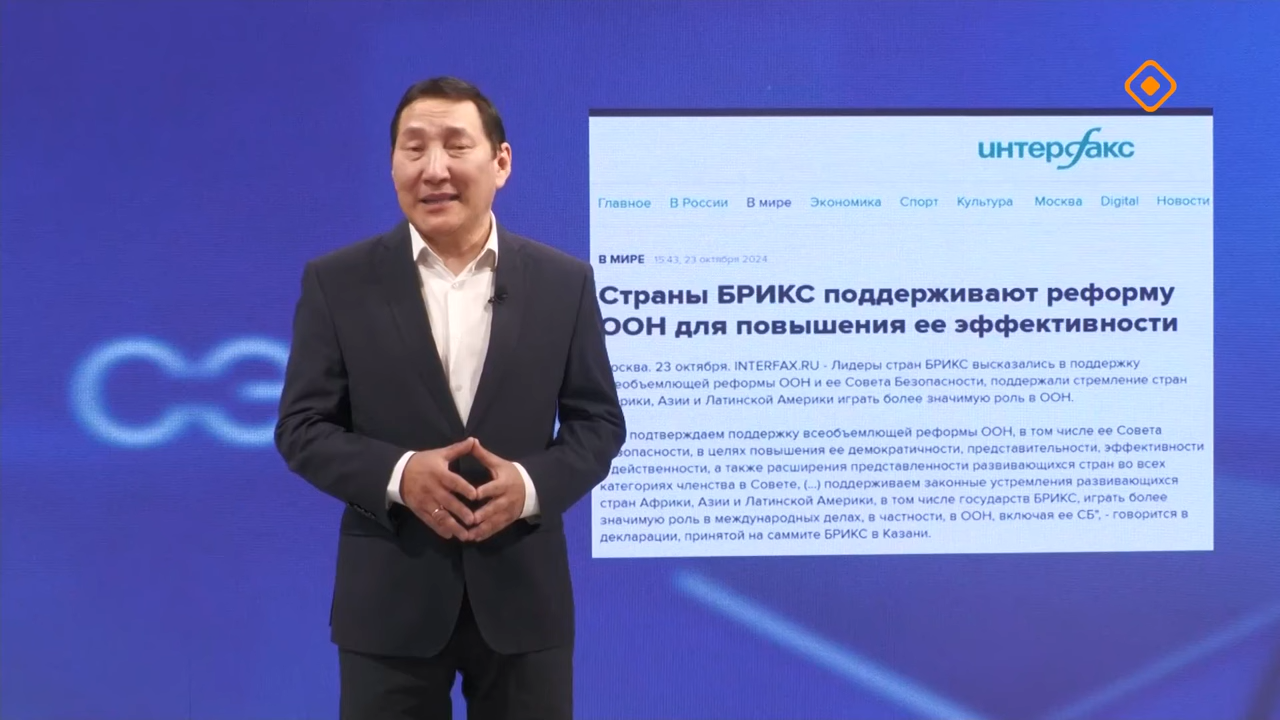 СЭ
интерфакс
Главное В России В мире Экономика Спорт Культура Москва Digital Новости
В МИРЕ 15:43, 23 октября 2024
Страны БРИКС поддерживают реформу
ООН для повышения ее эффективности
осква. 23 октября. INTERFAX.RU - Лидеры стран БРИКС высказались в поддержку
еобъемлющей реформы ООН и ее Совета Безопасности, поддержали стремление стран
рики, Азии и Латинской Америки играть более значимую роль в ООН.
подтверждаем поддержку всеобъемлющей реформы ООН, в том числе ее Совета
зопасности, в целях повышения ее демократичности, представительности, эффективности
действенности, а также расширения представленности развивающихся стран во всех
категориях членства в Совете, (...) поддерживаем законные устремления развивающихся
стран Африки, Азии и Латинской Америки, в том числе государств БРИКС, играть более
значимую роль в международных делах, в частности, в ООН, включая ее СБ", - говорится в
декларации, принятой на саммите БРИКС в Казани.